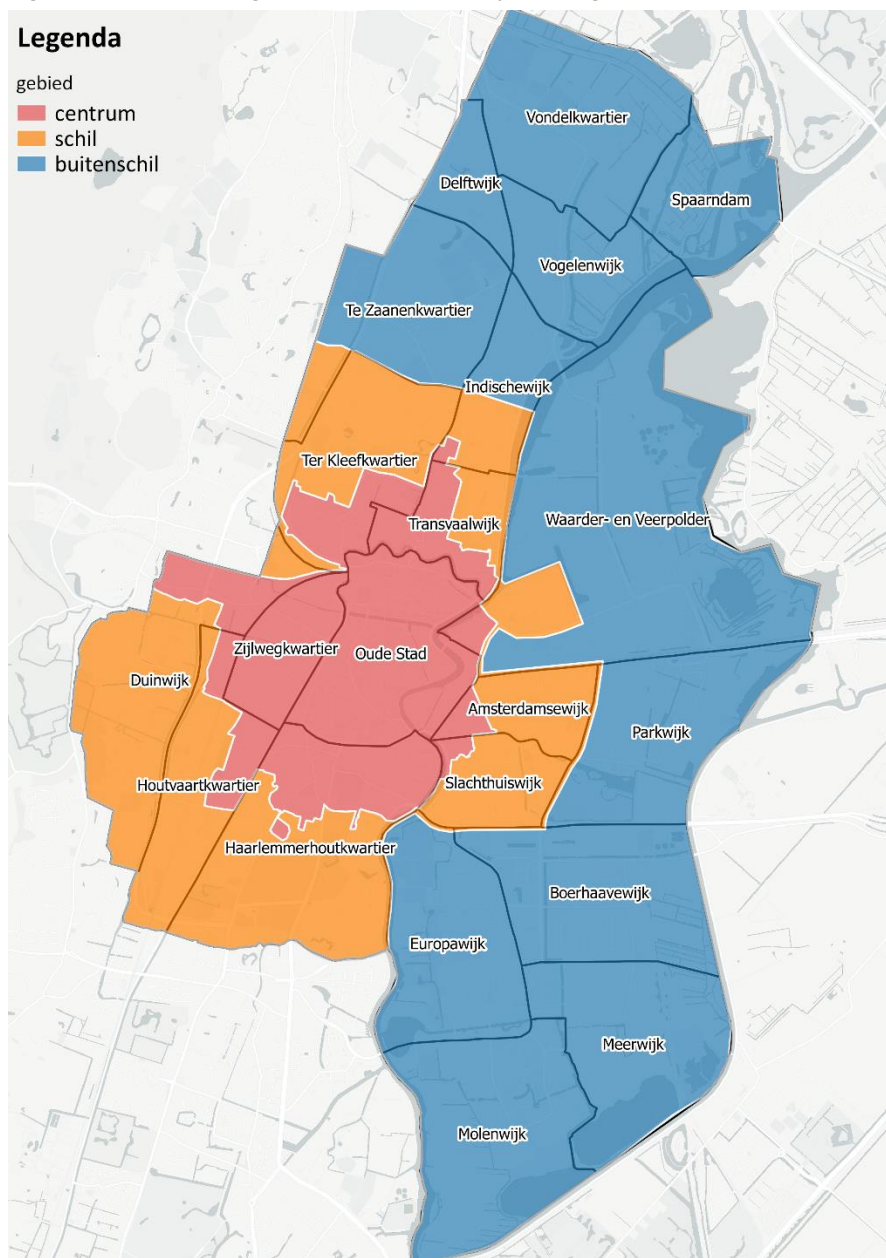 Legenda
gebied
centrum
schil
buitenschil
Vondelkwartier
Delftwijk
Spaarndam
Vogelenwijk
Te Zaanenkwartier
Indischewijk
Ter Kleefkwartier
Transvaalwijk
Waarder- en Veerpolder
Zijlwegkwartier
Oude Stad
Duinwijk
Amsterdamsewijk
Parkwijk
Houtvaartkwartier
Slachthuiswijk
Haarlemmerhoutkwartier
Boerhaavewijk
Europawijk
Meerwijk
Molenwijk